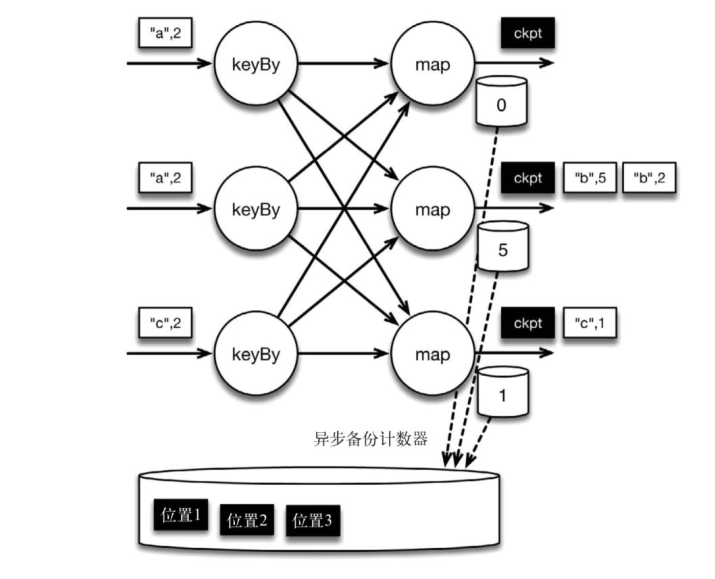 "a",2
keyBy
map
ckpt
0
"a",2
keyBy
map
ckpt
"b",5
"b",2
5
"c",2
keyBy
map
ckpt
"c",1
1
异步备份计数器
位置1
位置2
位置3